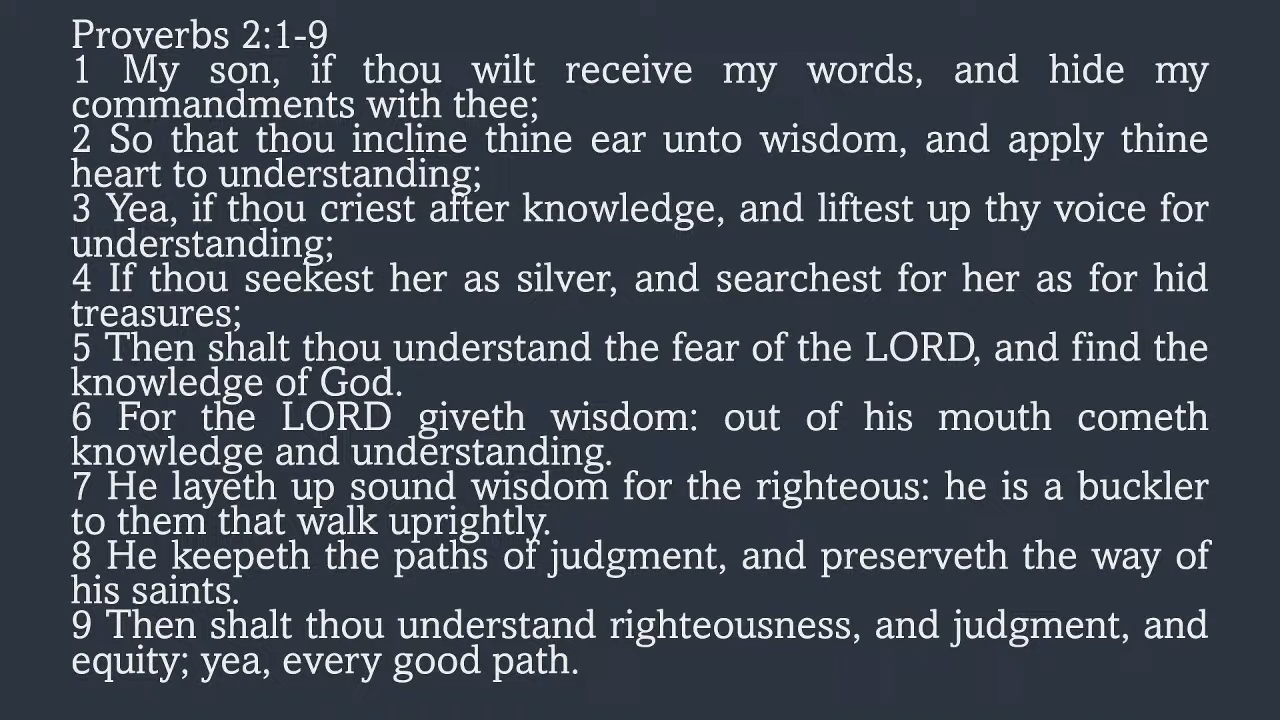 Proverbs 2:1-9
1 My son, if thou wilt receive my words, and hide my
commandments with thee;
2 So that thou incline thine ear unto wisdom, and apply thine
heart to understanding;
3 Yea, if thou criest after knowledge, and liftest up thy voice for
understanding;
4 If thou seekest her as silver, and searchest for her as for hid
treasures;
5 Then shalt thou understand the fear of the LORD, and find the
knowledge of God.
6 For the LORD giveth wisdom: out of his mouth cometh
knowledge and understanding.
7 He layeth up sound wisdom for the righteous: he is a buckler
to them that walk uprightly.
8 He keepeth the paths of judgment, and preserveth the way of
his saints.
9 Then shalt thou understand righteousness, and judgment, and
equity; yea, every good path.